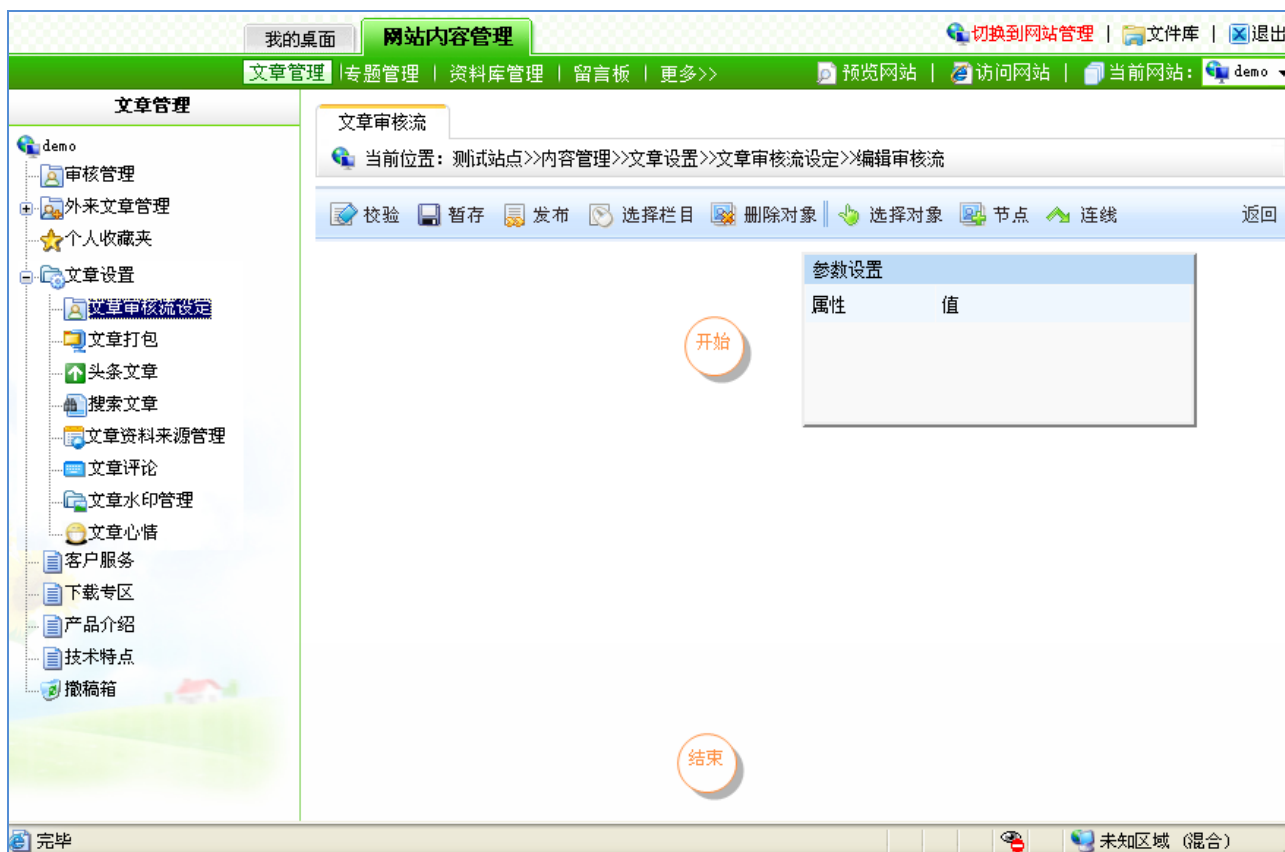 我的桌面 网站内容管理 切换到网站管理 | 文件库 | 退出
文章管理 | 专题管理 | 资料库管理 | 留言板 | 更多>> 预览网站 | 访问网站 | 当前网站: demo
文章管理
文章审核流
demo
当前位置: 测试站点>>内容管理>>文章设置>>文章审核流设定>>编辑审核流
审核管理
外来文章管理
校验 暂存 发布 选择栏目 删除对象 选择对象 节点 连线 返回
个人收藏夹
文章设置
参数设置
文章审核流设定
属性 值
文章打包
开始
头条文章
搜索文章
文章资料来源管理
文章评论
文章水印管理
文章心情
客户服务
下载专区
产品介绍
技术特点
撤稿箱
结束
完毕 未知区域 (混合)